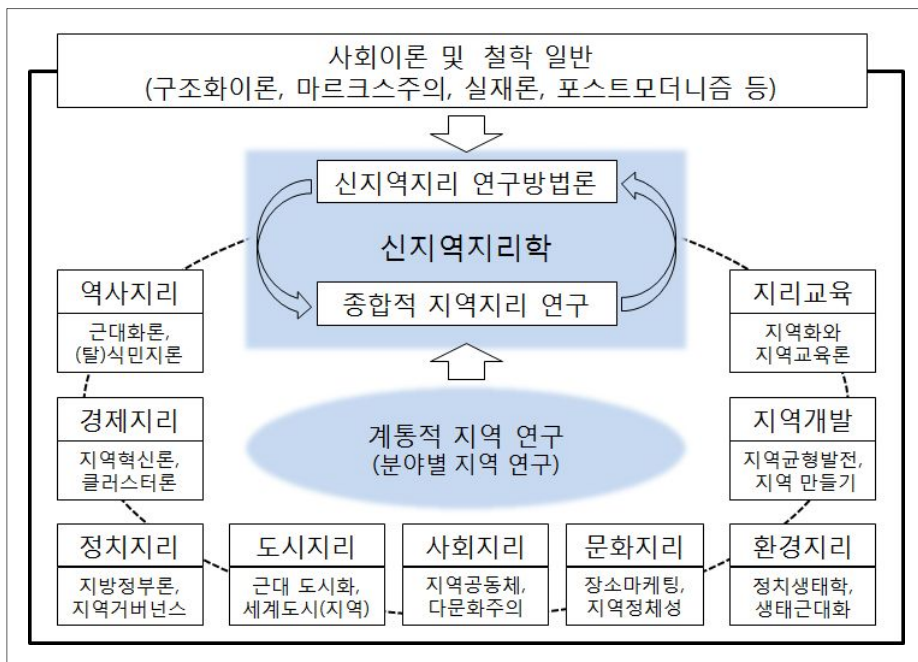 사회이론 및 철학 일반
(구조화이론, 마르크스주의, 실재론, 포스트모더니즘 등)
신지역지리 연구방법론
신지역지리학
종합적 지역지리 연구
역사지리
근대화론,
(탈)식민지론
지리교육
지역화와
지역교육론
계통적 지역 연구
(분야별 지역 연구)
경제지리
지역혁신론,
클러스터론
지역개발
지역균형발전,
지역 만들기
정치지리
지방정부론,
지역거버넌스
도시지리
근대 도시화,
세계도시(지역)
사회지리
지역공동체,
다문화주의
문화지리
장소마케팅,
지역정체성
환경지리
정치생태학,
생태근대화